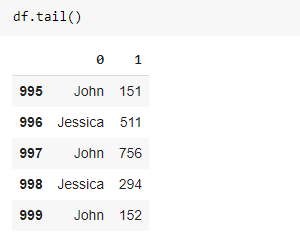 df.tail()
0 1
995 John 151
996 Jessica 511
997 John 756
998 Jessica 294
999 John 152